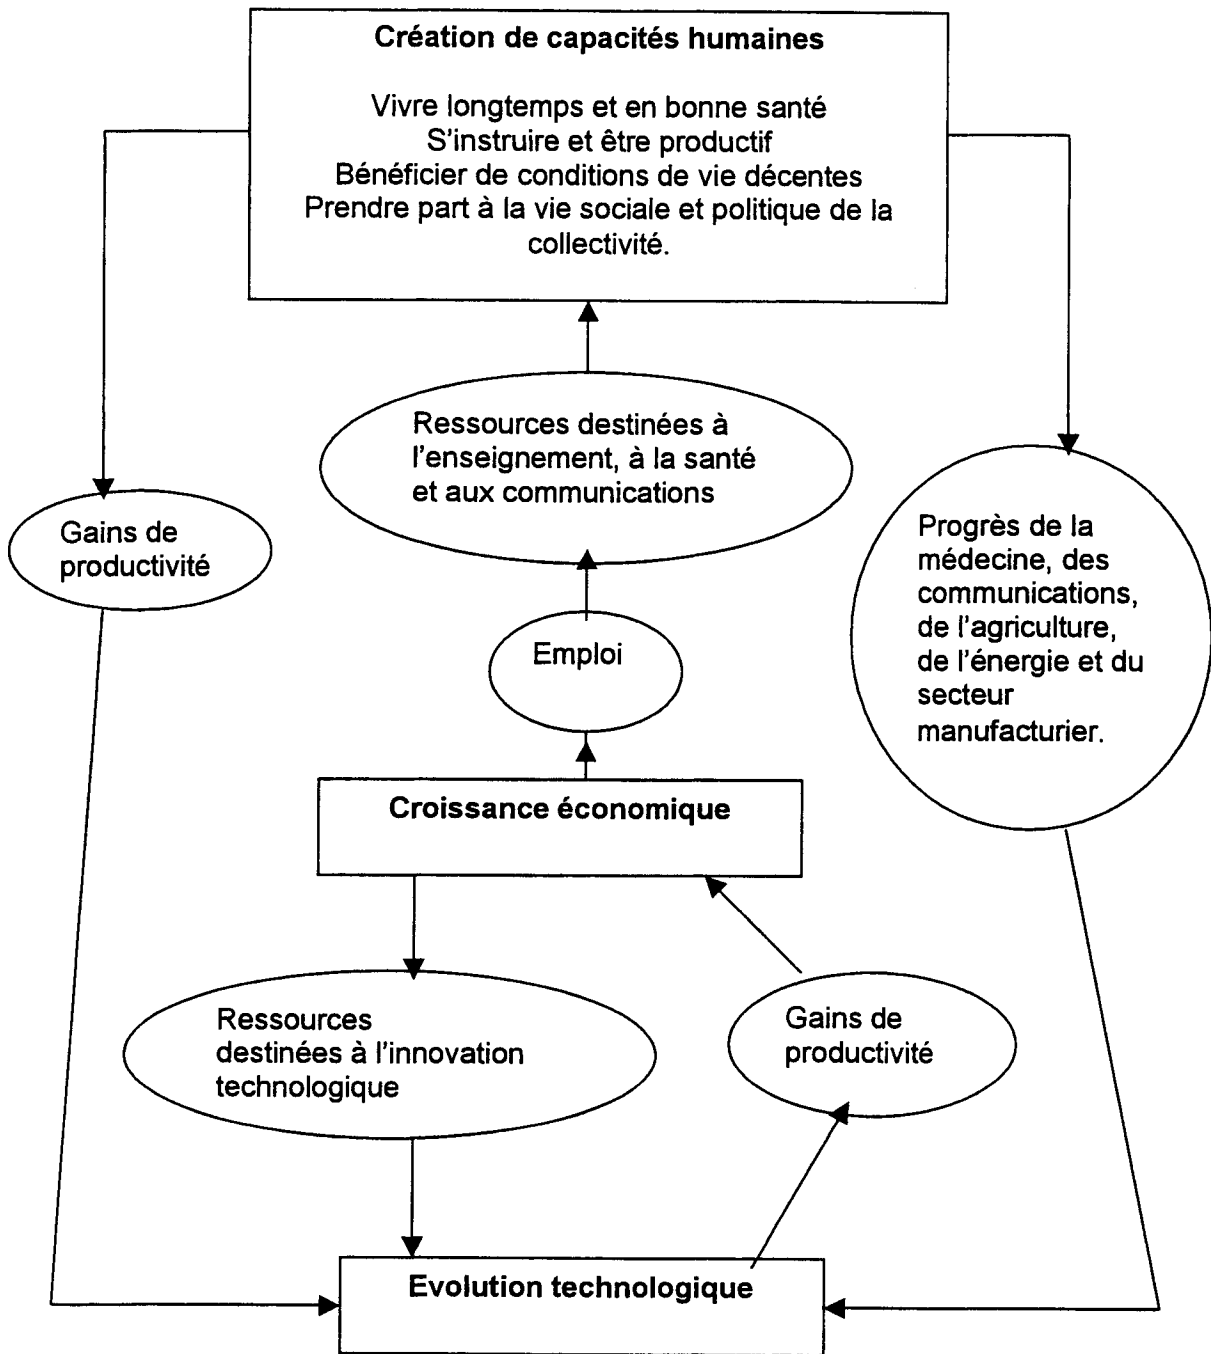 Création de capacités humaines
Vivre longtemps et en bonne santé
S'instruire et être productif
Bénéficier de conditions de vie décentes
Prendre part à la vie sociale et politique de la
collectivité.
Ressources destinées à
l'enseignement, à la santé
et aux communications
Gains de
productivité
Progrès de la
médecine, des
communications,
de l'agriculture,
de l'énergie et du
secteur
manufacturier.
Emploi
Croissance économique
Ressources
destinées à l'innovation
technologique
Gains de
productivité
Evolution technologique